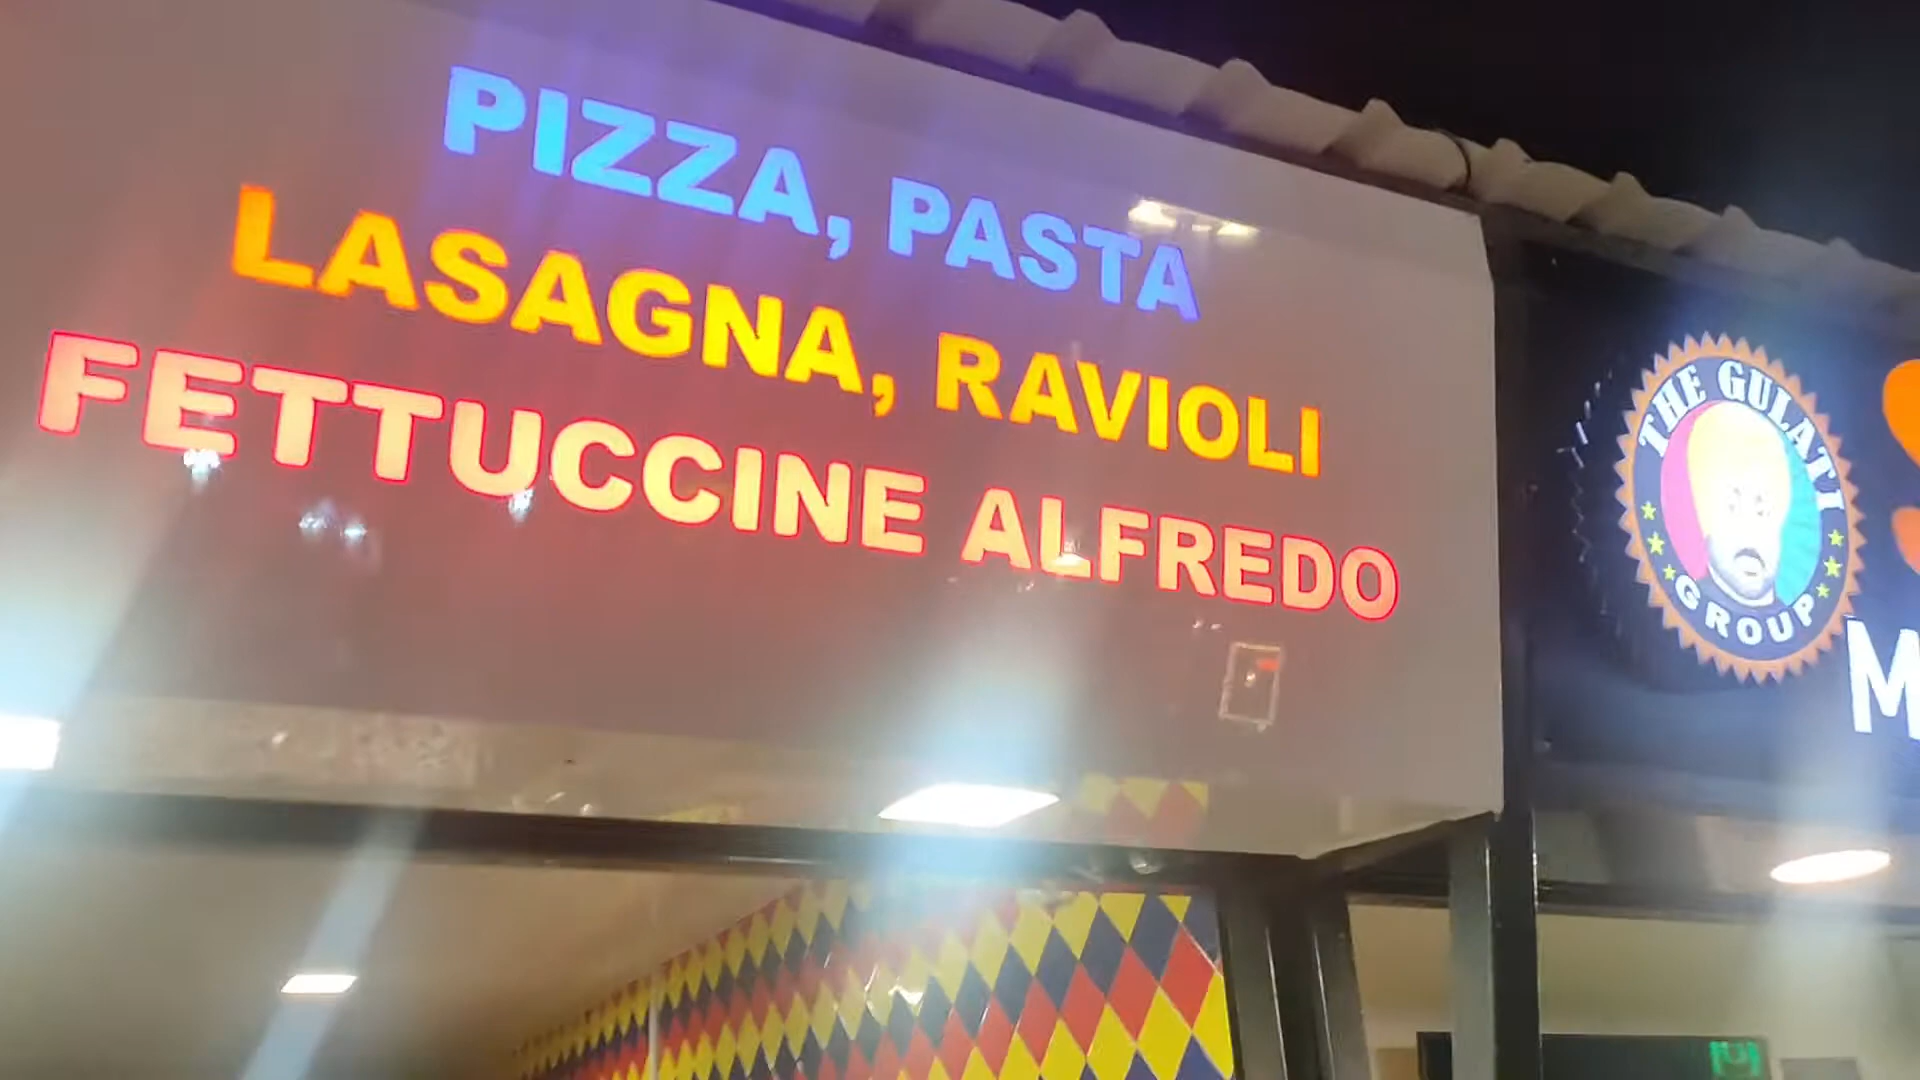 PIZZA, PASTA
LASAGNA, RAVIOLI
FETTUCCINE ALFREDO
THE GULATI
GROUP